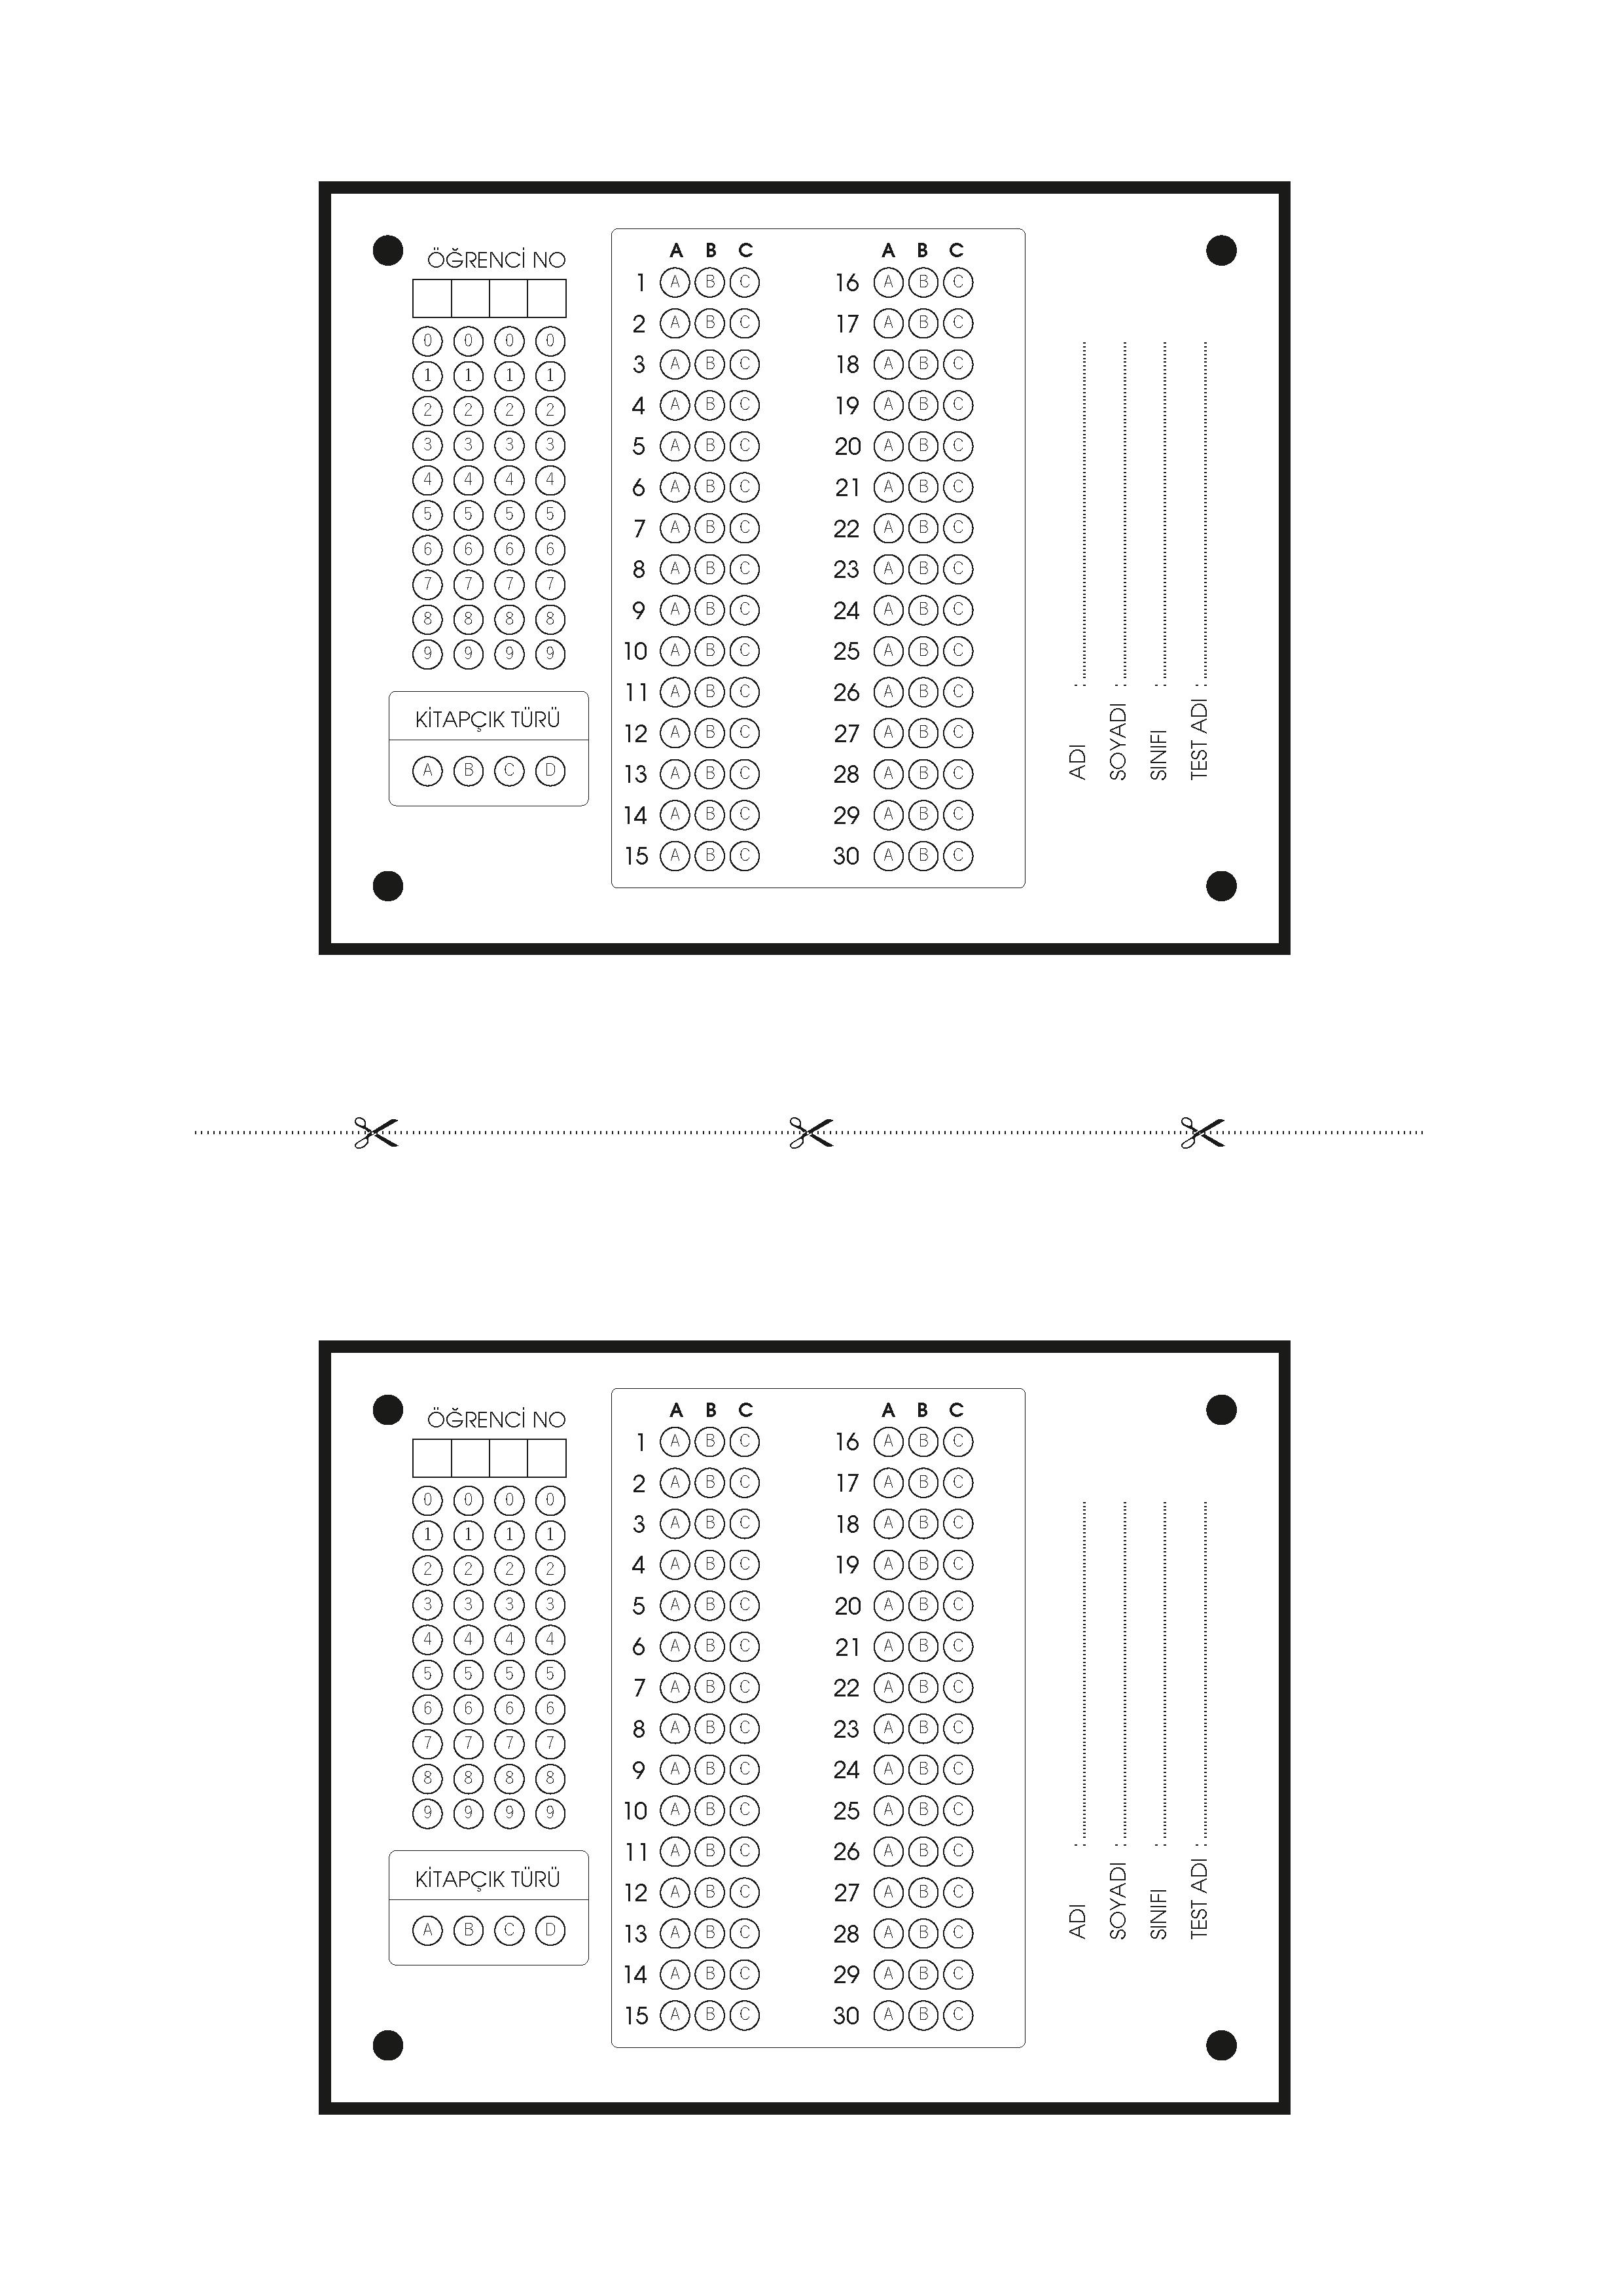 ÖĞRENCİ NO
0 0 0 0
1 1 1 1
2 2 2 2
3 3 3 3
4 4 4 4
5 5 5 5
6 6 6 6
7 7 7 7
8 8 8 8
9 9 9 9
KİTAPÇIK TÜRÜ
A B C D
A B C A B C
1 A B C 16 A B C
2 A B C 17 A B C
3 A B C 18 A B C
4 A B C 19 A B C
5 A B C 20 A B C
6 A B C 21 A B C
7 A B C 22 A B C
8 A B C 23 A B C
9 A B C 24 A B C
10 A B C 25 A B C
11 A B C 26 A B C
12 A B C 27 A B C
13 A B C 28 A B C
14 A B C 29 A B C
15 A B C 30 A B C
ADI :
SOYADI :
SINIFI :
TEST ADI :
ÖĞRENCİ NO
0 0 0 0
1 1 1 1
2 2 2 2
3 3 3 3
4 4 4 4
5 5 5 5
6 6 6 6
7 7 7 7
8 8 8 8
9 9 9 9
KİTAPÇIK TÜRÜ
A B C D
A B C A B C
1 A B C 16 A B C
2 A B C 17 A B C
3 A B C 18 A B C
4 A B C 19 A B C
5 A B C 20 A B C
6 A B C 21 A B C
7 A B C 22 A B C
8 A B C 23 A B C
9 A B C 24 A B C
10 A B C 25 A B C
11 A B C 26 A B C
12 A B C 27 A B C
13 A B C 28 A B C
14 A B C 29 A B C
15 A B C 30 A B C
ADI :
SOYADI :
SINIFI :
TEST ADI :